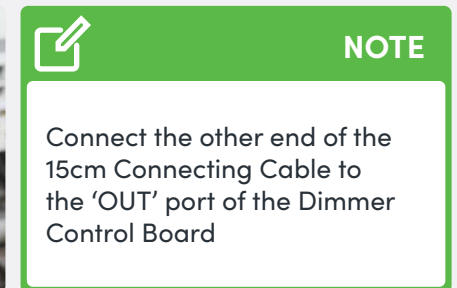 NOTE
Connect the other end of the
15cm Connecting Cable to
the ‘OUT’ port of the Dimmer
Control Board